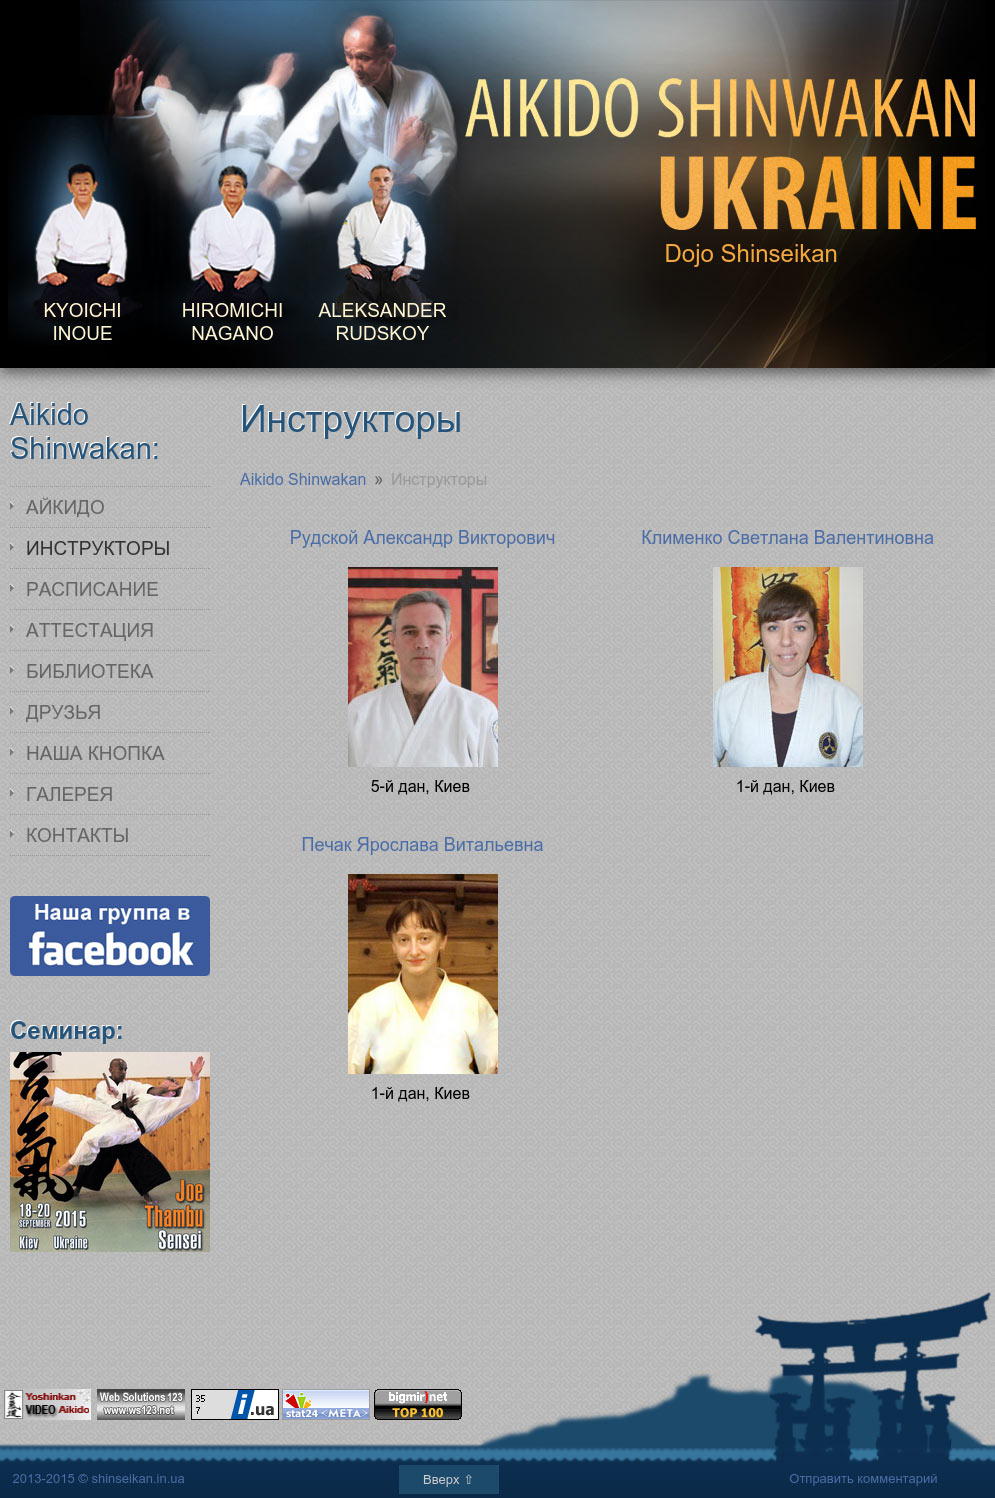 AIKIDO SHINWAKAN
UKRAINE
Dojo Shinseikan
KYOICHI
INOUE
HIROMICHI
NAGANO
ALEKSANDER
RUDSKOY
Aikido
Shinwakan:
АЙКИДО
ИНСТРУКТОРЫ
РАСПИСАНИЕ
АТТЕСТАЦИЯ
БИБЛИОТЕКА
ДРУЗЬЯ
НАША КНОПКА
ГАЛЕРЕЯ
КОНТАКТЫ
Наша группа в
facebook
Семинар:
合氣
18-20
SEPTEMBER 2015
Kiev Ukraine
Joe
Thambu
Sensei
Инструкторы
Aikido Shinwakan » Инструкторы
Рудской Александр Викторович
合氣
5-й дан, Киев
Клименко Светлана Валентиновна
1-й дан, Киев
Печак Ярослава Витальевна
1-й дан, Киев
Yoshinkan
VIDEO Aikido
Web Solutions 123
www.ws123.net
35
7
i.ua
stat24 <META>
bigmir)net
TOP 100
2013-2015 © shinseikan.in.ua
Вверх ⇧
Отправить комментарий